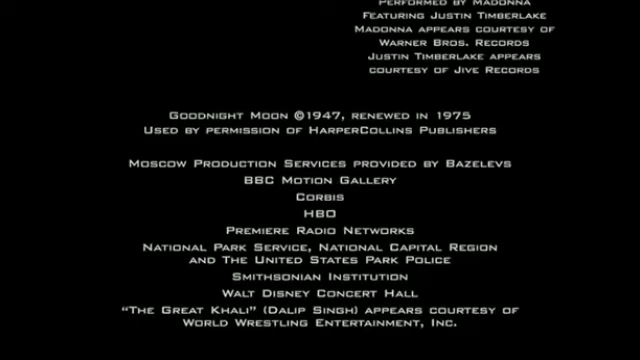 Performed by Madonna
Featuring Justin Timberlake
Madonna appears courtesy of
Warner Bros. Records
Justin Timberlake appears
courtesy of Jive Records
Goodnight Moon ©1947, renewed in 1975
Used by permission of HarperCollins Publishers
Moscow Production Services provided by Bazelevs
BBC Motion Gallery
Corbis
HBO
Premiere Radio Networks
National Park Service, National Capital Region
and The United States Park Police
Smithsonian Institution
Walt Disney Concert Hall
“The Great Khali” (Dalip Singh) appears courtesy of
World Wrestling Entertainment, Inc.